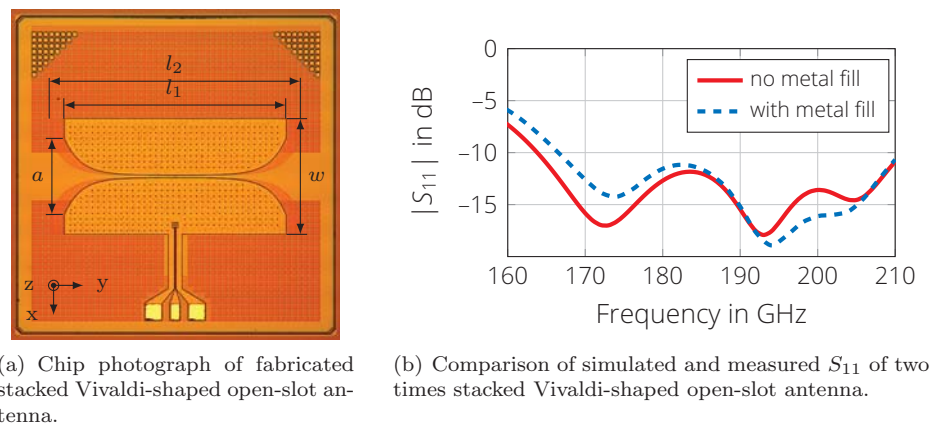 l2
l1
a
w
z
y
x
0
−5
−10
−15
|S11| in dB
no metal fill
with metal fill
160
170
180
190
200
210
Frequency in GHz
(a) Chip photograph of fabricated
stacked Vivaldi-shaped open-slot an-
tenna.
(b) Comparison of simulated and measured S11 of two
times stacked Vivaldi-shaped open-slot antenna.